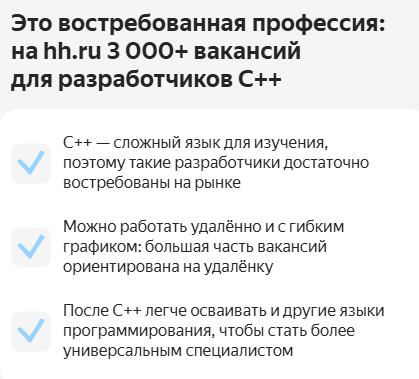 Это востребованная профессия:
на hh.ru 3 000+ вакансий
для разработчиков C++
C++ — сложный язык для изучения,
поэтому такие разработчики достаточно
востребованы на рынке
Можно работать удалённо и с гибким
графиком: большая часть вакансий
ориентирована на удалёнку
После C++ легче осваивать и другие языки
программирования, чтобы стать более
универсальным специалистом